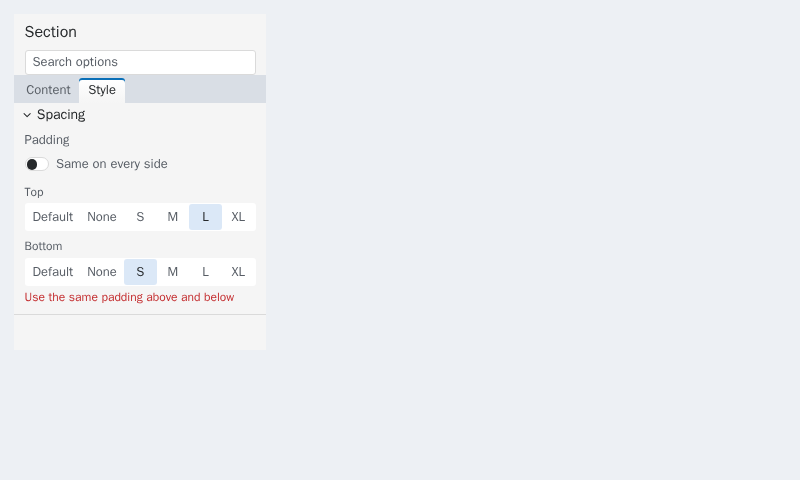 Section
Search options
Content Style
Spacing
Padding
Same on every side
Top
Default None S M L XL
Bottom
Default None S M L XL
Use the same padding above and below